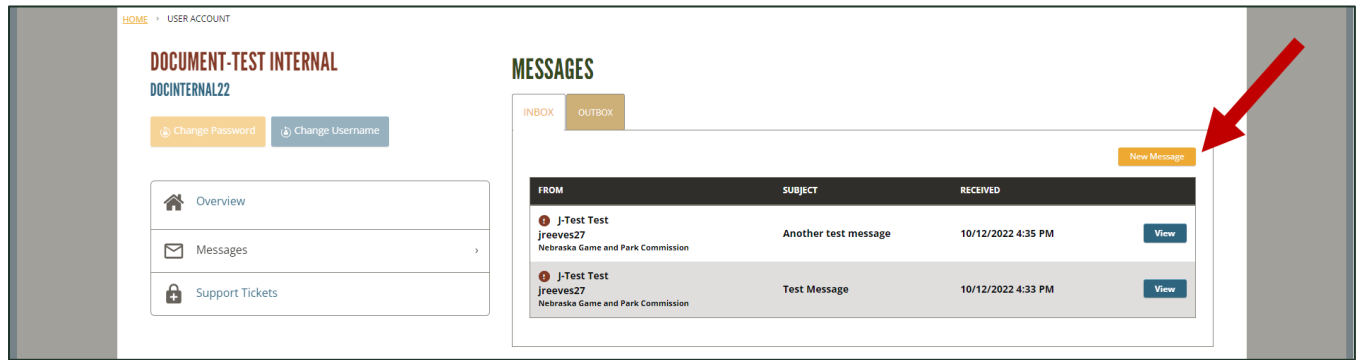 HOME › USER ACCOUNT
DOCUMENT-TEST INTERNAL
DOCINTERNAL22
Change Password
Change Username
Overview
Messages ›
Support Tickets
MESSAGES
INBOX
OUTBOX
New Message
FROM SUBJECT RECEIVED
J-Test Test
jreeves27 Another test message 10/12/2022 4:35 PM View
Nebraska Game and Park Commission
J-Test Test
jreeves27 Test Message 10/12/2022 4:33 PM View
Nebraska Game and Park Commission